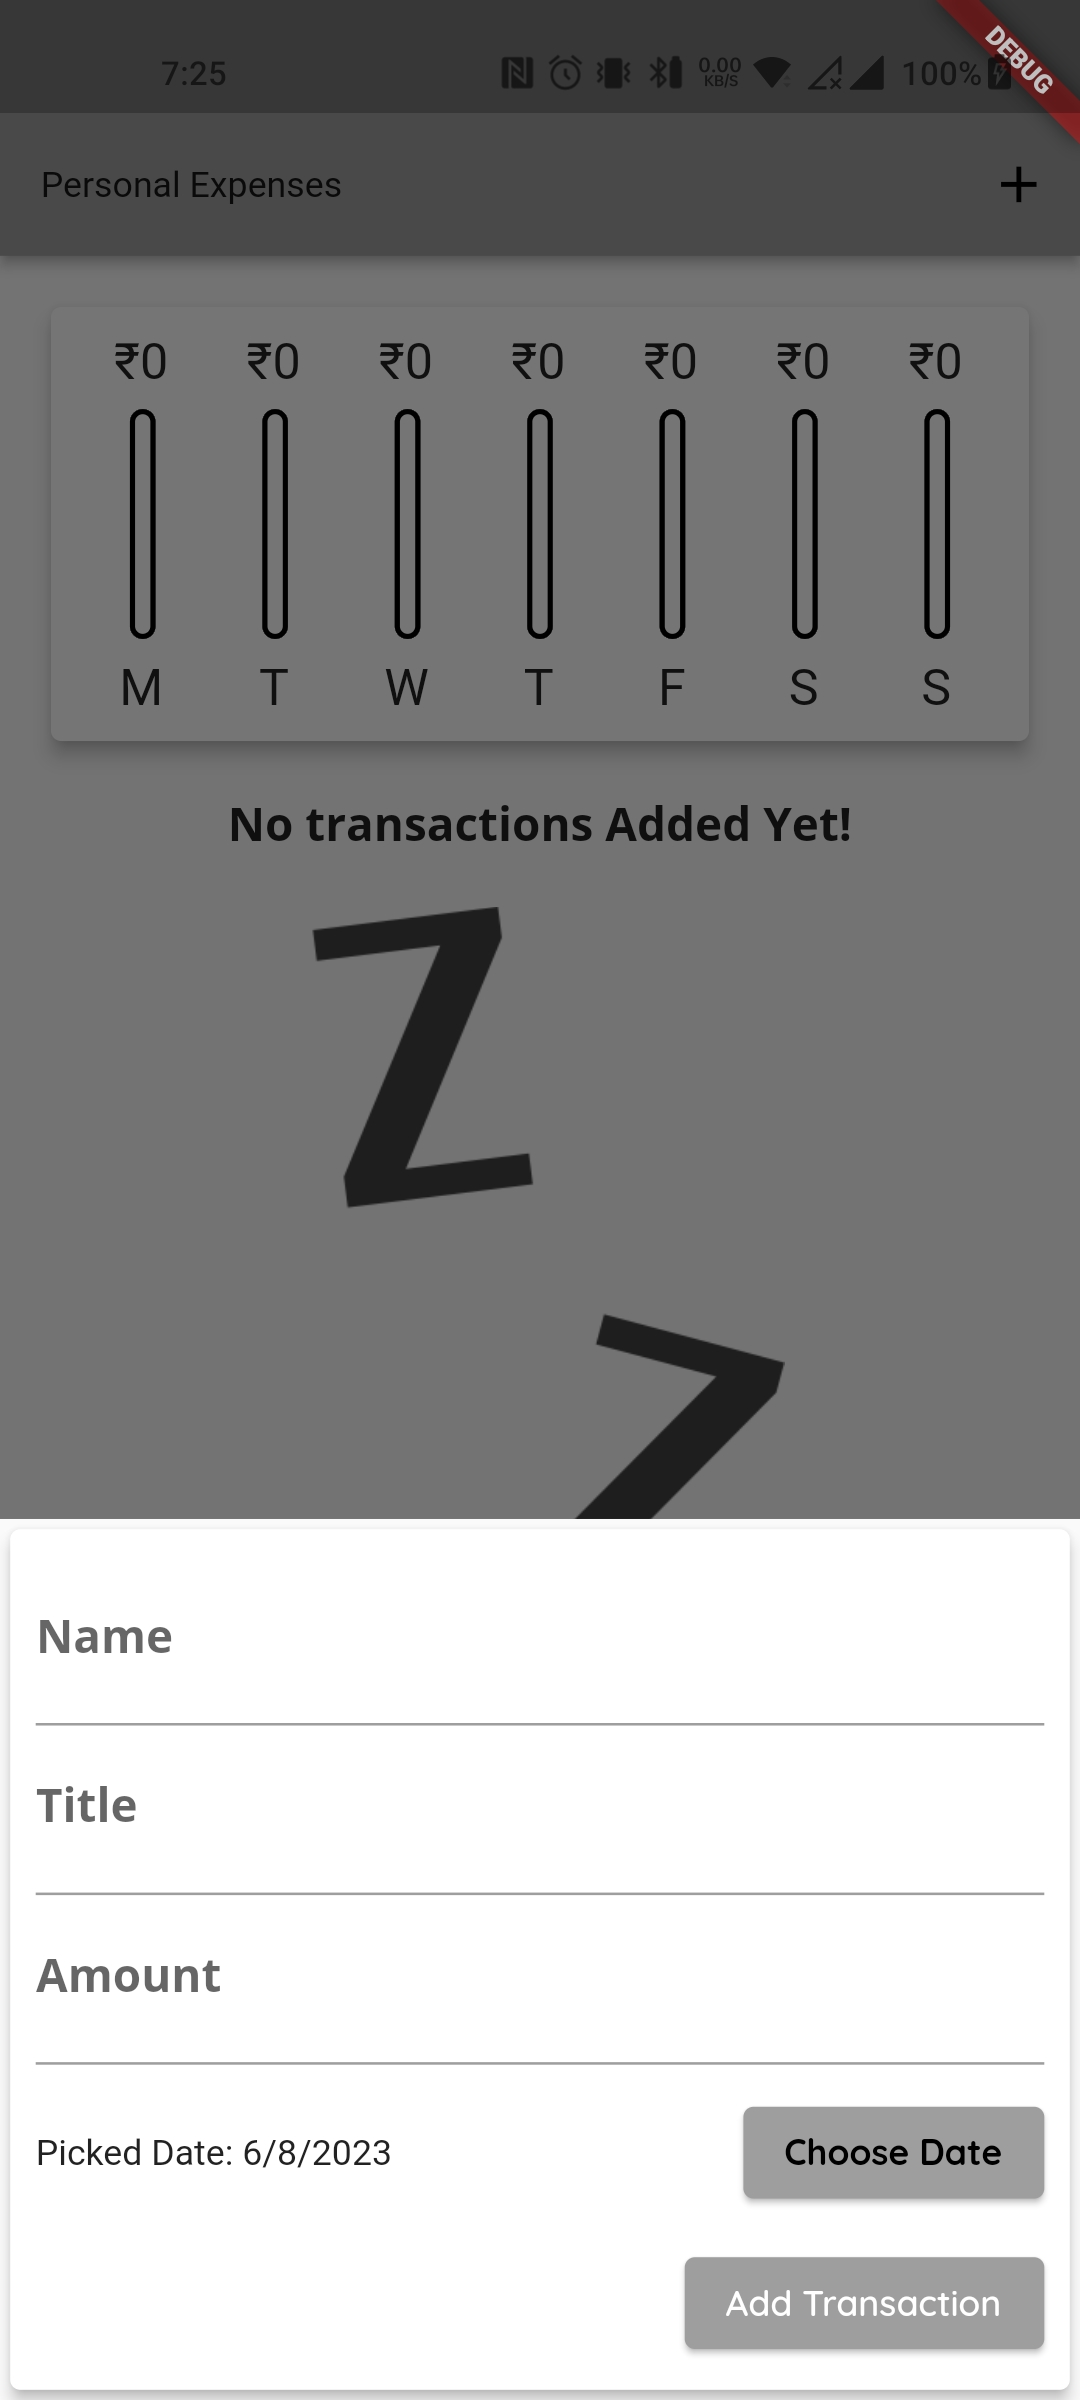 7:25 0.00 KB/S 100% DEBUG
Personal Expenses +
₹0 ₹0 ₹0 ₹0 ₹0 ₹0 ₹0
M T W T F S S
No transactions Added Yet!
Z
Z
Name
Title
Amount
Picked Date: 6/8/2023 Choose Date
Add Transaction